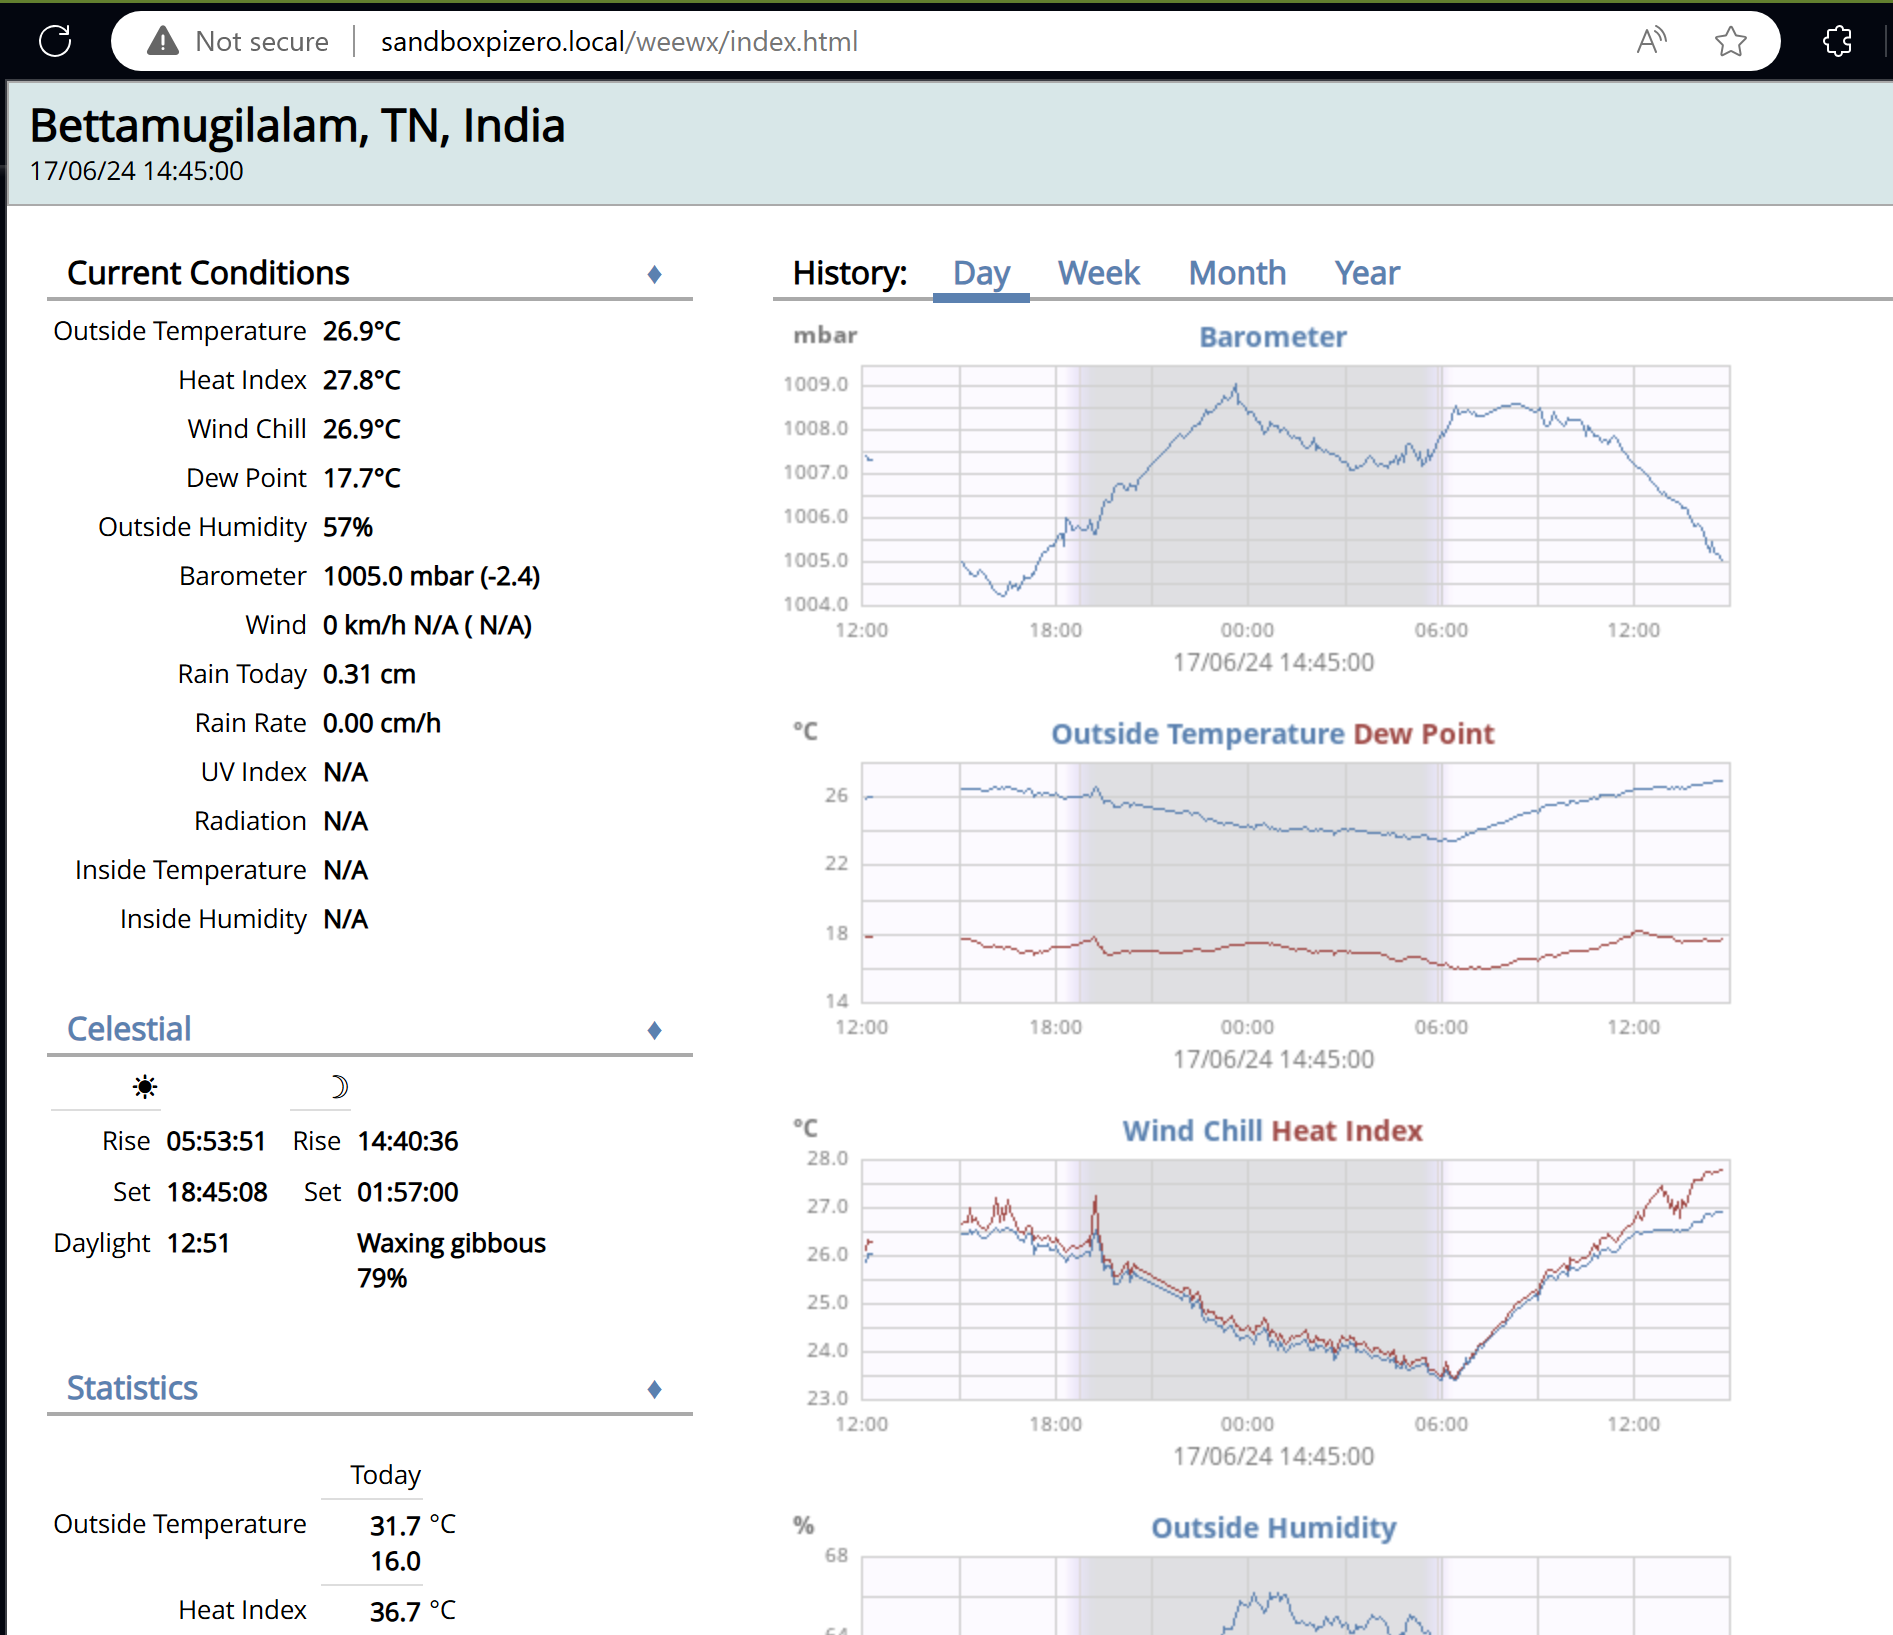 Not secure sandboxpizero.local/weewx/index.html
Bettamugilalam, TN, India
17/06/24 14:45:00
Current Conditions
Outside Temperature 26.9°C
Heat Index 27.8°C
Wind Chill 26.9°C
Dew Point 17.7°C
Outside Humidity 57%
Barometer 1005.0 mbar (-2.4)
Wind 0 km/h N/A ( N/A)
Rain Today 0.31 cm
Rain Rate 0.00 cm/h
UV Index N/A
Radiation N/A
Inside Temperature N/A
Inside Humidity N/A
Celestial
Rise 05:53:51 Rise 14:40:36
Set 18:45:08 Set 01:57:00
Daylight 12:51 Waxing gibbous
79%
Statistics
Today
Outside Temperature 31.7 °C
16.0
Heat Index 36.7 °C
History: Day Week Month Year
mbar Barometer
1009.0
1008.0
1007.0
1006.0
1005.0
1004.0
12:00 18:00 00:00 06:00 12:00
17/06/24 14:45:00
°C Outside Temperature Dew Point
26
22
18
14
12:00 18:00 00:00 06:00 12:00
17/06/24 14:45:00
°C Wind Chill Heat Index
28.0
27.0
26.0
25.0
24.0
23.0
12:00 18:00 00:00 06:00 12:00
17/06/24 14:45:00
% Outside Humidity
68
64